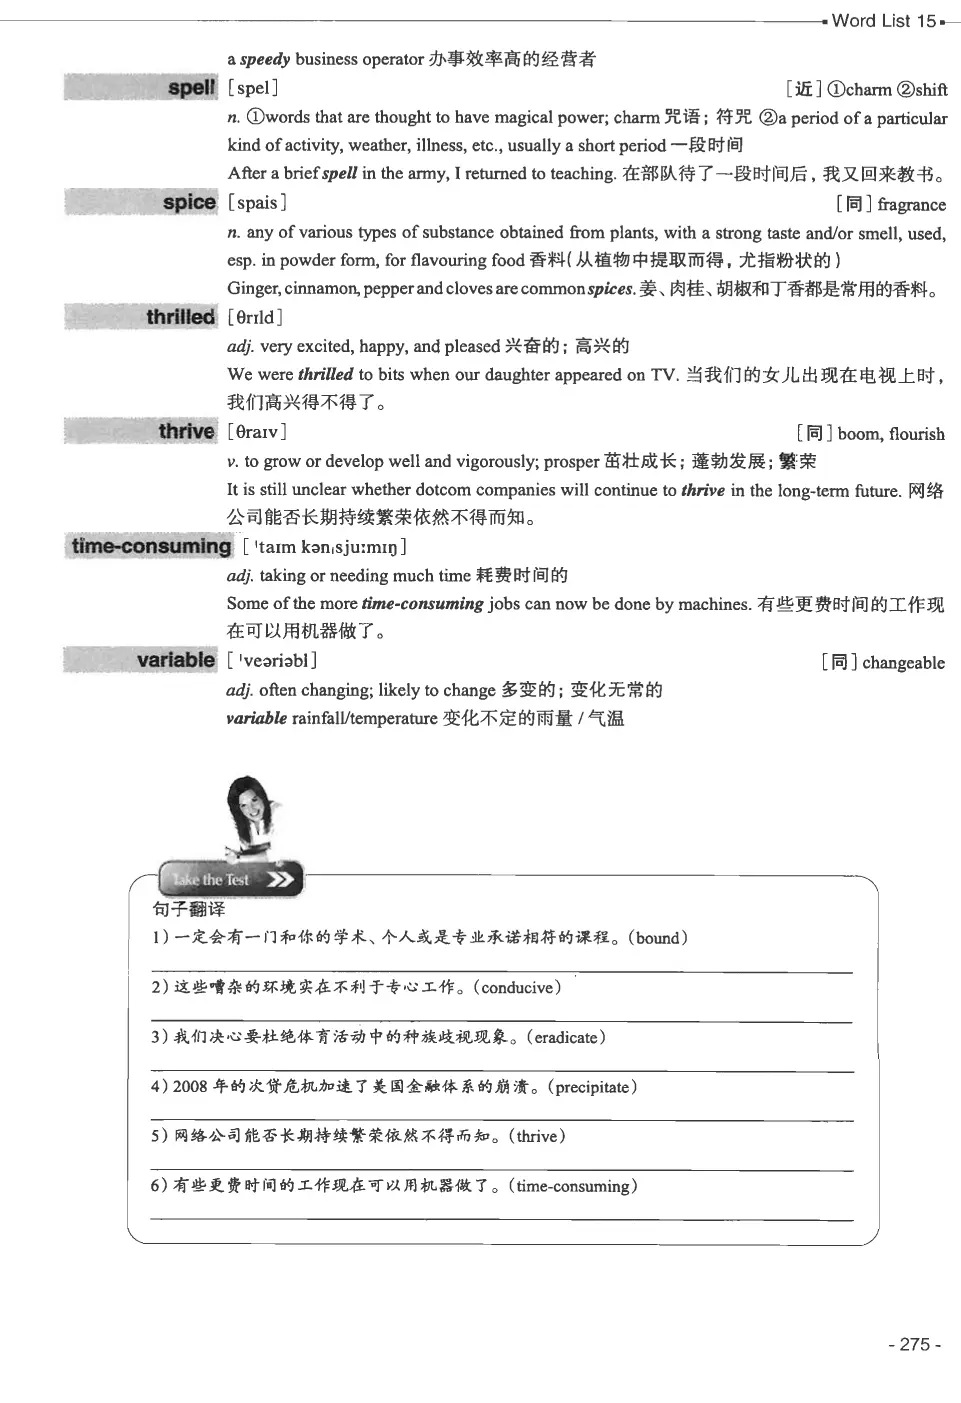 Word List 15
a speedy business operator 办事效率高的经营者
spell [spel] [近]①charm ②shift
n. ①words that are thought to have magical power; charm 咒语; 符咒 ②a period of a particular
kind of activity, weather, illness, etc., usually a short period 一段时间
After a brief spell in the army, I returned to teaching. 在部队待了一段时间后, 我又回来教书。
spice [spais] [同] fragrance
n. any of various types of substance obtained from plants, with a strong taste and/or smell, used,
esp. in powder form, for flavouring food 香料(从植物中提取而得, 尤指粉状的)
Ginger, cinnamon, pepper and cloves are common spices. 姜、肉桂、胡椒和丁香都是常用的香料。
thrilled [θrɪld]
adj. very excited, happy, and pleased 兴奋的; 高兴的
We were thrilled to bits when our daughter appeared on TV. 当我们的女儿出现在电视上时,
我们高兴得不得了。
thrive [θraɪv] [同] boom, flourish
v. to grow or develop well and vigorously; prosper 茁壮成长; 蓬勃发展; 繁荣
It is still unclear whether dotcom companies will continue to thrive in the long-term future. 网络
公司能否长期持续繁荣依然不得而知。
time-consuming [ˈtaɪm kənˌsjuːmɪŋ]
adj. taking or needing much time 耗费时间的
Some of the more time-consuming jobs can now be done by machines. 有些更费时间的工作现
在可以用机器做了。
variable [ˈveəriəbl] [同] changeable
adj. often changing; likely to change 多变的; 变化无常的
variable rainfall/temperature 变化不定的雨量 / 气温
Take the Test
句子翻译
1) 一定会有一门和你的学术、个人或是专业承诺相符的课程。(bound)
2) 这些嘈杂的环境实在不利于专心工作。(conducive)
3) 我们决心要杜绝体育活动中的种族歧视现象。(eradicate)
4) 2008 年的次贷危机加速了美国金融体系的崩溃。(precipitate)
5) 网络公司能否长期持续繁荣依然不得而知。(thrive)
6) 有些更费时间的工作现在可以用机器做了。(time-consuming)
- 275 -